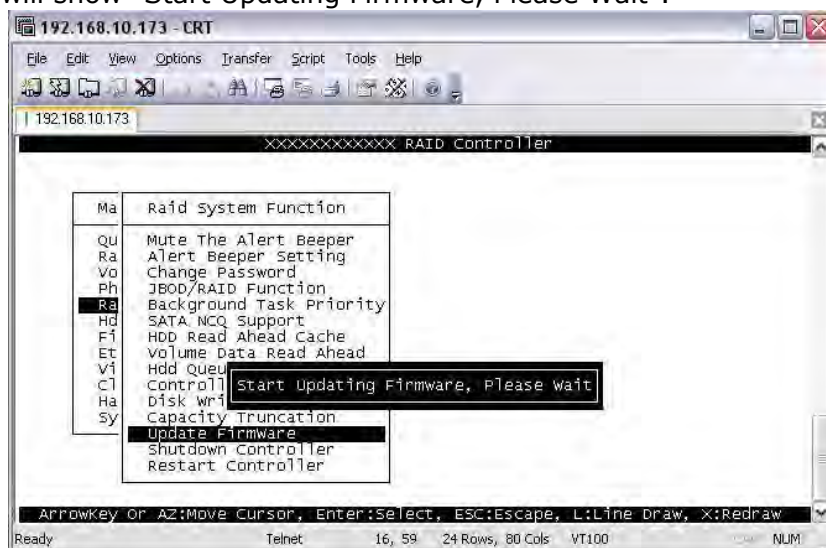 will show "Start Updating Firmware, Please Wait".
192.168.10.173 - CRT
File Edit View Options Transfer Script Tools Help
192.168.10.173
XXXXXXXXXXXX RAID Controller
Ma Raid System Function
Qu Mute The Alert Beeper
Ra Alert Beeper Setting
Vo Change Password
Ph JBOD/RAID Function
Ra Background Task Priority
Hd SATA NCQ Support
Fi HDD Read Ahead Cache
Et Volume Data Read Ahead
Vi Hdd Queu
Cl Controll Start Updating Firmware, Please Wait
Ha Disk Wri
Sy Capacity Truncation
Update Firmware
Shutdown Controller
Restart Controller
ArrowKey Or AZ:Move Cursor, Enter:Select, ESC:Escape, L:Line Draw, X:Redraw
Ready Telnet 16, 59 24 Rows, 80 Cols VT100 NUM